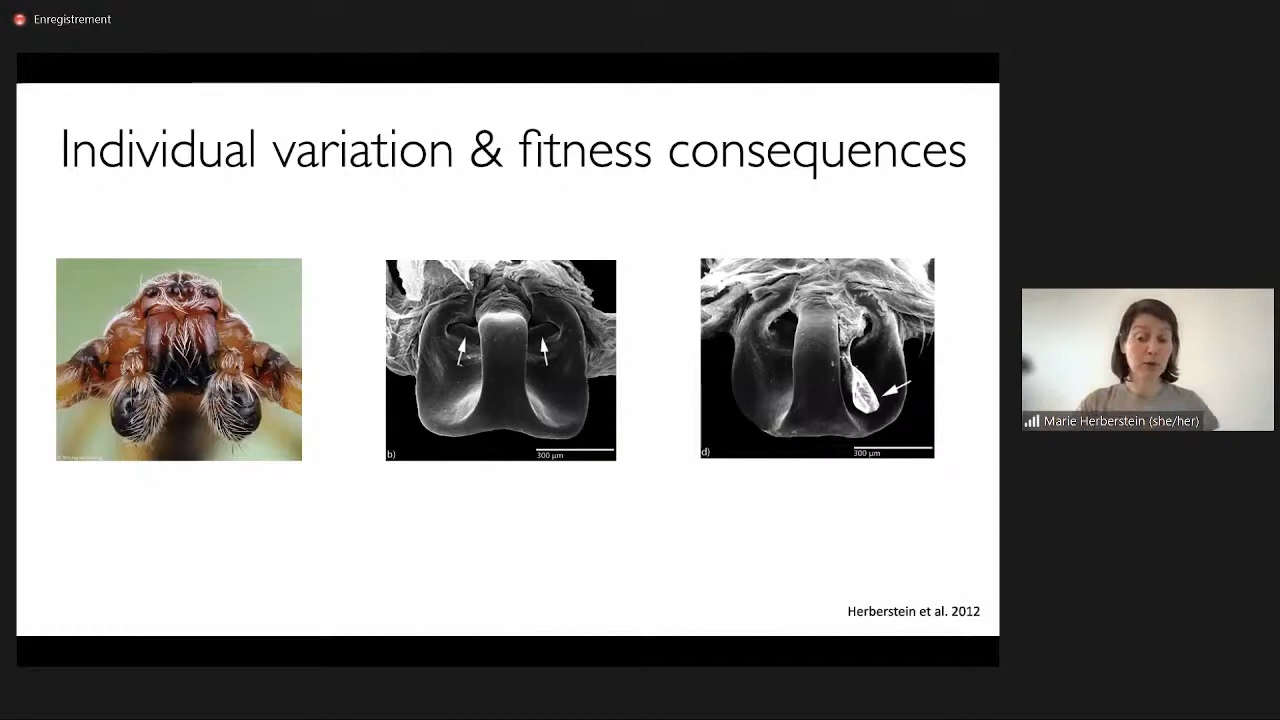 Enregistrement
Individual variation & fitness consequences
b)
300 µm
d)
300 µm
Herberstein et al. 2012
Marie Herberstein (she/her)